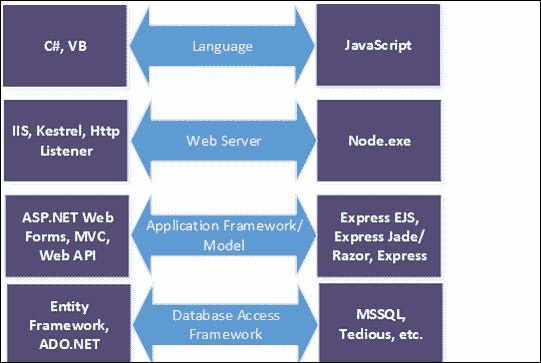 C#, VB
Language
JavaScript
IIS, Kestrel, Http
Listener
Web Server
Node.exe
ASP.NET Web
Forms, MVC,
Web API
Application Framework/
Model
Express EJS,
Express Jade/
Razor, Express
Entity
Framework,
ADO.NET
Database Access
Framework
MSSQL,
Tedious, etc.